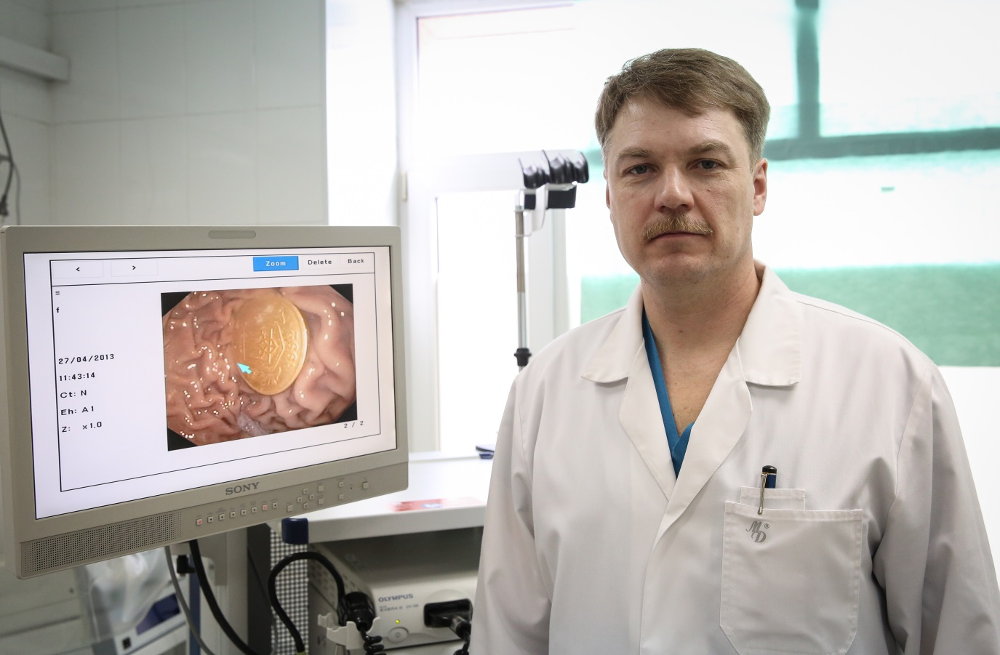 < >
Zoom Delete Back
=
f
27/04/2013
11:43:14
Ct: N
Eh: A1
Z: x1.0
2 / 2
SONY
OLYMPUS
MD®